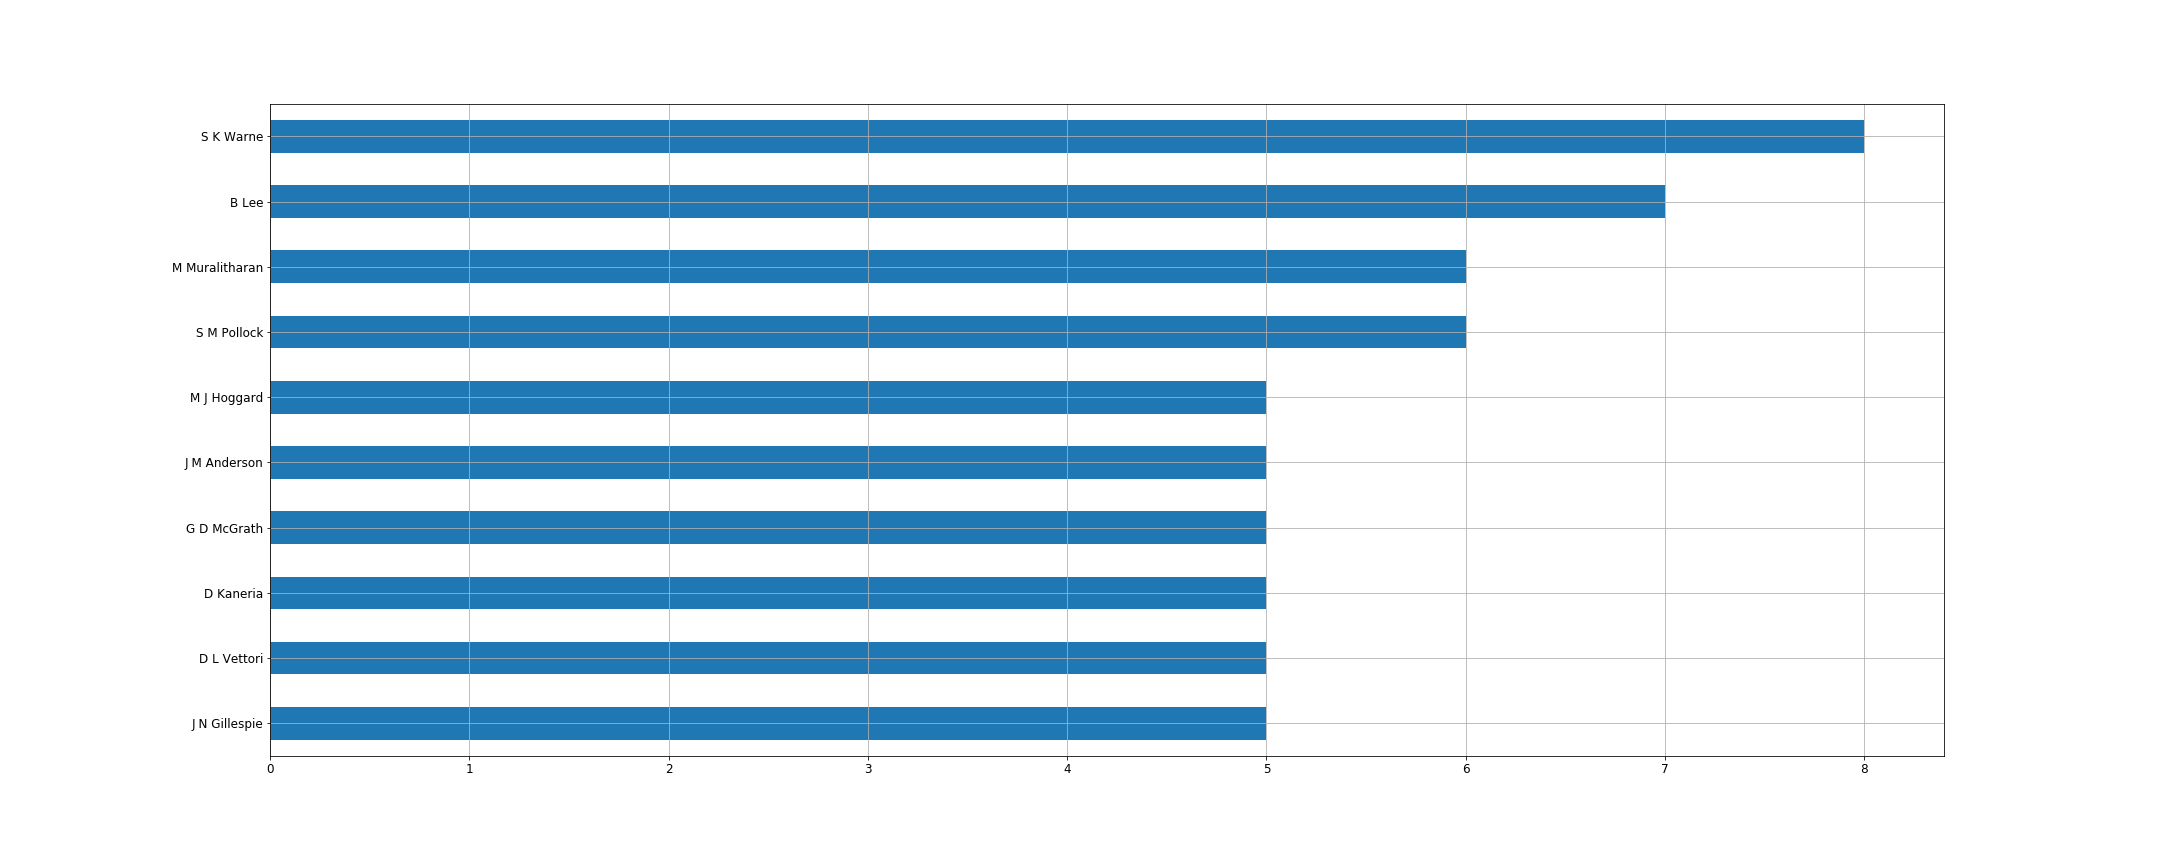 S K Warne
B Lee
M Muralitharan
S M Pollock
M J Hoggard
J M Anderson
G D McGrath
D Kaneria
D L Vettori
J N Gillespie
0 1 2 3 4 5 6 7 8